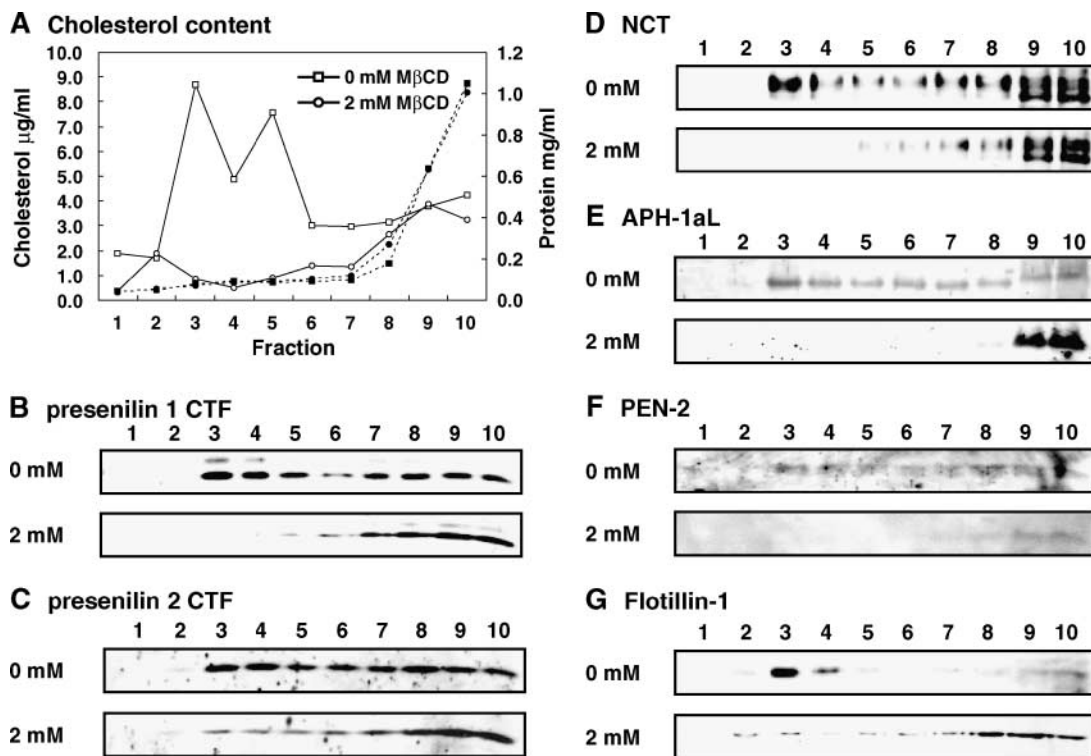 A Cholesterol content
10.0
9.0
8.0
7.0
6.0
5.0
4.0
3.0
2.0
1.0
0.0
Cholesterol µg/ml
1.2
1.0
0.8
0.6
0.4
0.2
0.0
Protein mg/ml
0 mM MβCD
2 mM MβCD
1 2 3 4 5 6 7 8 9 10
Fraction
B presenilin 1 CTF
1 2 3 4 5 6 7 8 9 10
0 mM
2 mM
C presenilin 2 CTF
1 2 3 4 5 6 7 8 9 10
0 mM
2 mM
D NCT
1 2 3 4 5 6 7 8 9 10
0 mM
2 mM
E APH-1aL
1 2 3 4 5 6 7 8 9 10
0 mM
2 mM
F PEN-2
1 2 3 4 5 6 7 8 9 10
0 mM
2 mM
G Flotillin-1
1 2 3 4 5 6 7 8 9 10
0 mM
2 mM